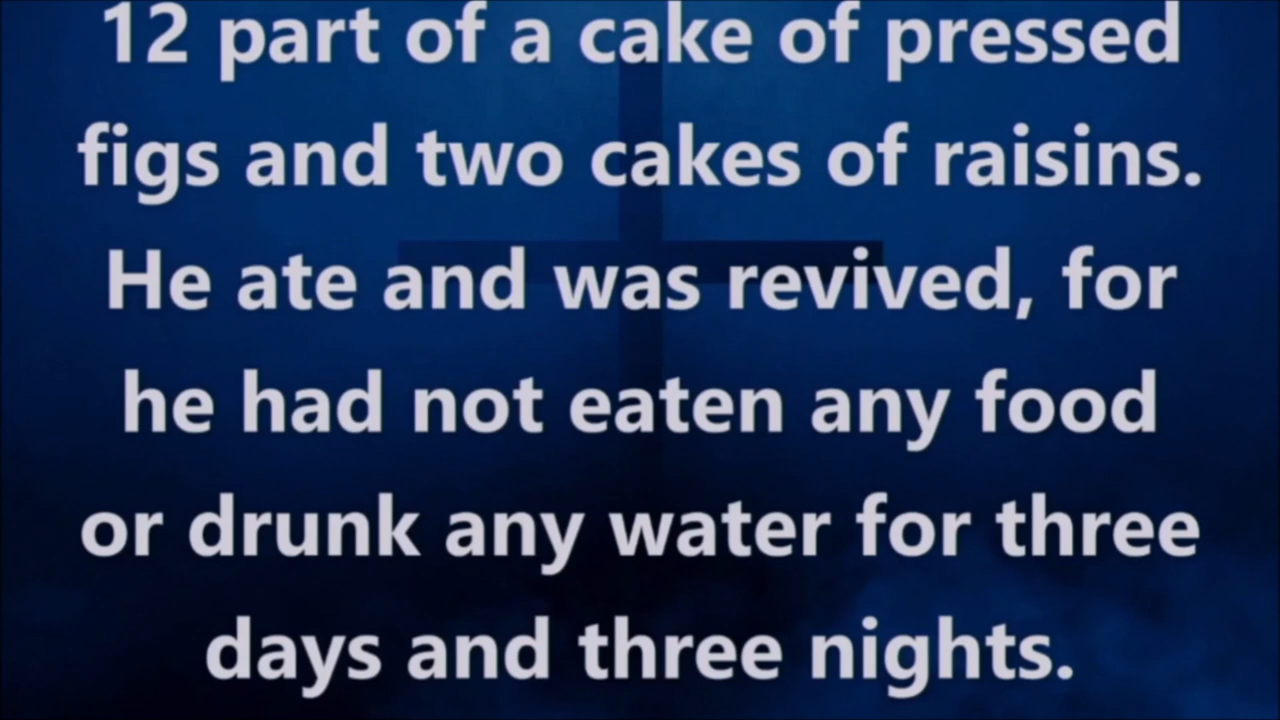 12 part of a cake of pressed
figs and two cakes of raisins.
He ate and was revived, for
he had not eaten any food
or drunk any water for three
days and three nights.